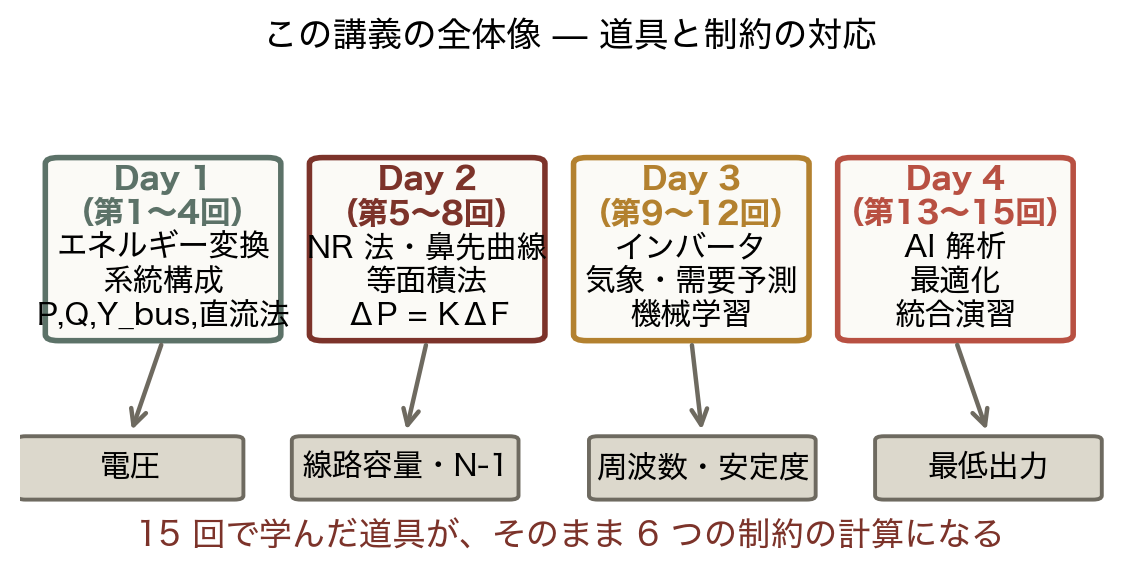 この講義の全体像 — 道具と制約の対応
Day 1
(第1〜4回)
エネルギー変換
系統構成
P,Q,Y_bus,直流法
Day 2
(第5〜8回)
NR 法・鼻先曲線
等面積法
ΔP = KΔF
Day 3
(第9〜12回)
インバータ
気象・需要予測
機械学習
Day 4
(第13〜15回)
AI 解析
最適化
統合演習
電圧
線路容量・N-1
周波数・安定度
最低出力
15 回で学んだ道具が、そのまま 6 つの制約の計算になる